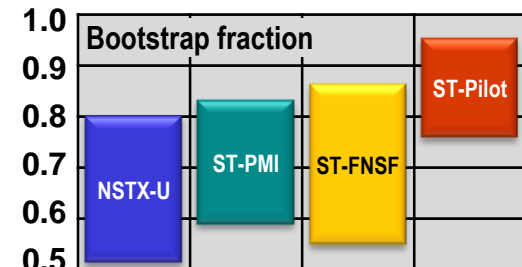 1.0
Bootstrap fraction
0.9
ST-Pilot
0.8
0.7
ST-PMI
ST-FNSF
NSTX-U
0.6
0.5